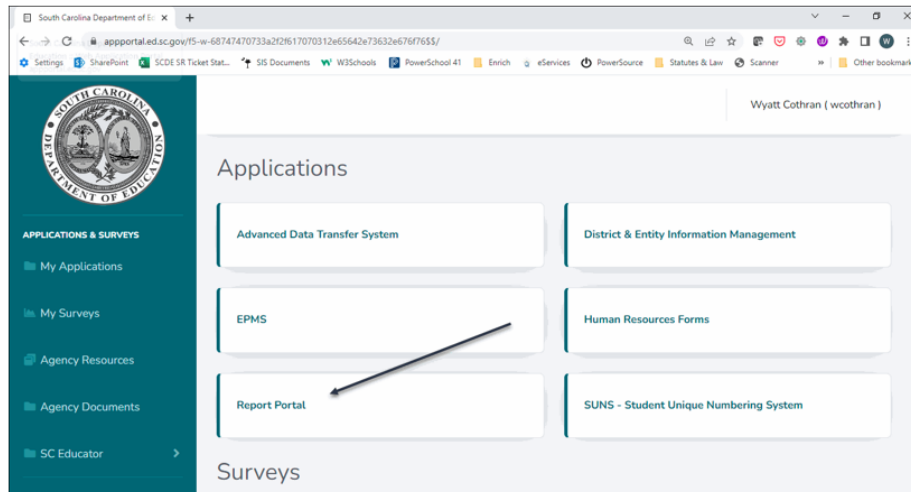 South Carolina Department of Ed
appportal.ed.sc.gov/f5-w-68747470733a2f2f617070312e65642e73632e676f76$$/
Settings SharePoint SCDE SR Ticket Stat... SIS Documents W3Schools PowerSchool 41 Enrich eServices PowerSource Statutes & Law Scanner » Other bookmark
SOUTH CAROLINA
DEPARTMENT OF EDUCATION
Wyatt Cothran ( wcothran )
Applications
APPLICATIONS & SURVEYS
My Applications
My Surveys
Agency Resources
Agency Documents
SC Educator
Advanced Data Transfer System
District & Entity Information Management
EPMS
Human Resources Forms
Report Portal
SUNS - Student Unique Numbering System
Surveys